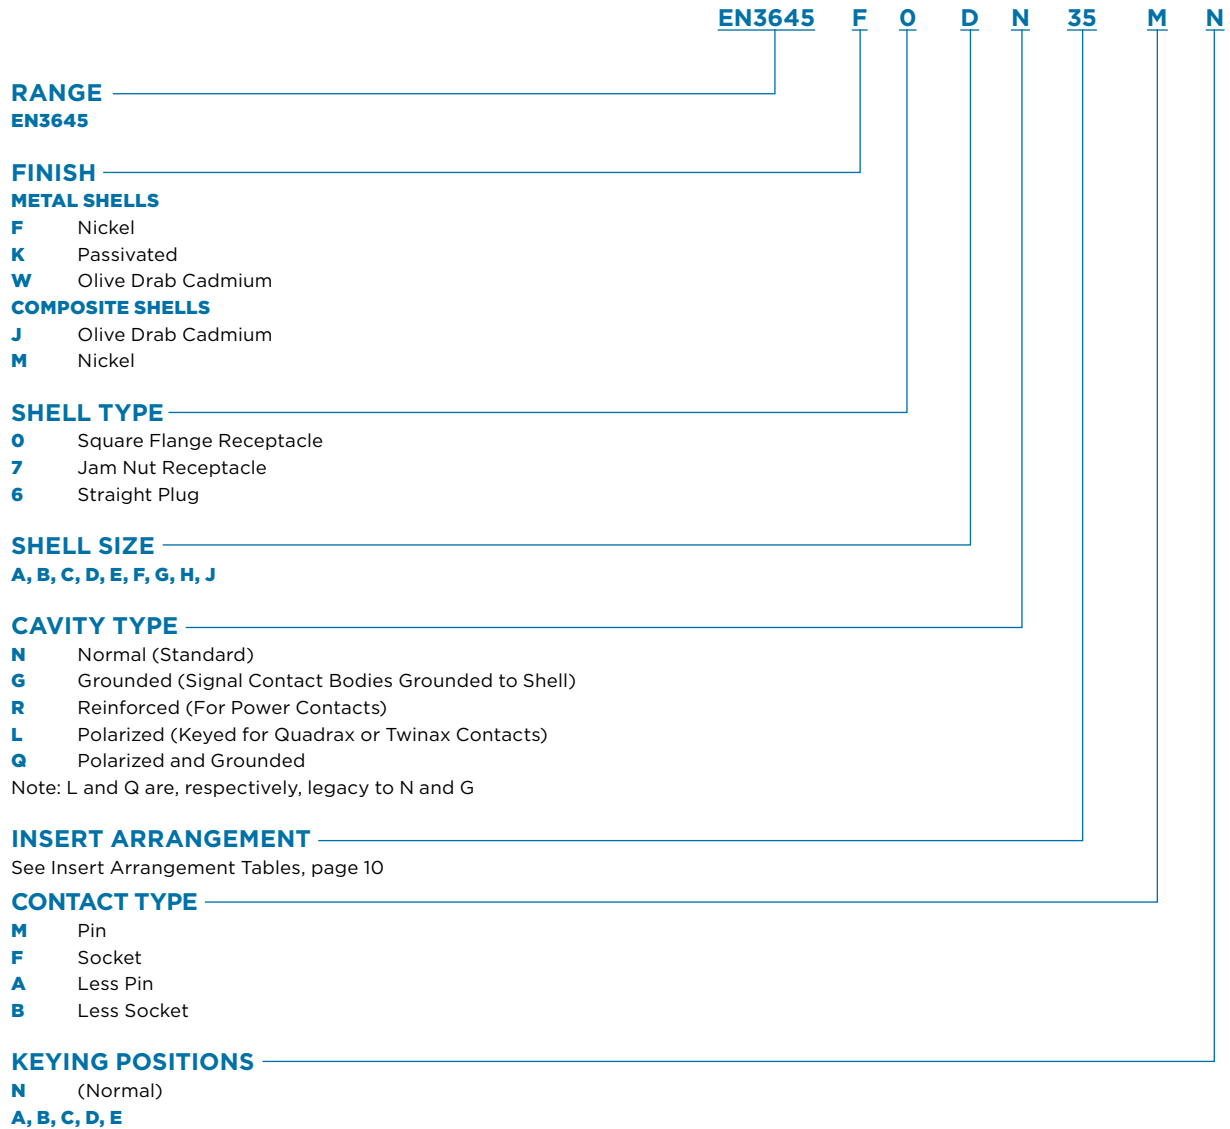 EN3645 F 0 D N 35 M N
RANGE
EN3645
FINISH
METAL SHELLS
F Nickel
K Passivated
W Olive Drab Cadmium
COMPOSITE SHELLS
J Olive Drab Cadmium
M Nickel
SHELL TYPE
0 Square Flange Receptacle
7 Jam Nut Receptacle
6 Straight Plug
SHELL SIZE
A, B, C, D, E, F, G, H, J
CAVITY TYPE
N Normal (Standard)
G Grounded (Signal Contact Bodies Grounded to Shell)
R Reinforced (For Power Contacts)
L Polarized (Keyed for Quadrax or Twinax Contacts)
Q Polarized and Grounded
Note: L and Q are, respectively, legacy to N and G
INSERT ARRANGEMENT
See Insert Arrangement Tables, page 10
CONTACT TYPE
M Pin
F Socket
A Less Pin
B Less Socket
KEYING POSITIONS
N (Normal)
A, B, C, D, E